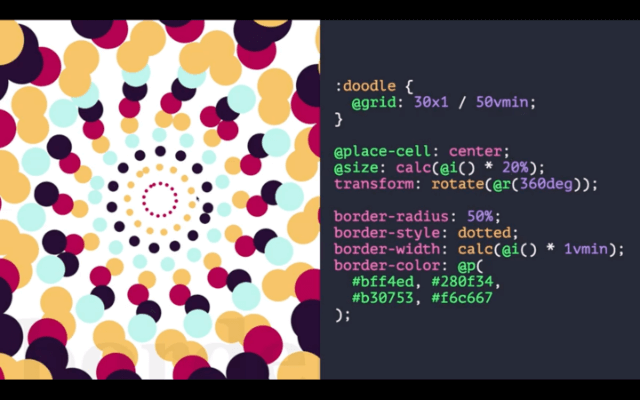 :doodle {
@grid: 30x1 / 50vmin;
}
@place-cell: center;
@size: calc(@i() * 20%);
transform: rotate(@r(360deg));
border-radius: 50%;
border-style: dotted;
border-width: calc(@i() * 1vmin);
border-color: @p(
#bff4ed, #280f34,
#b30753, #f6c667
);